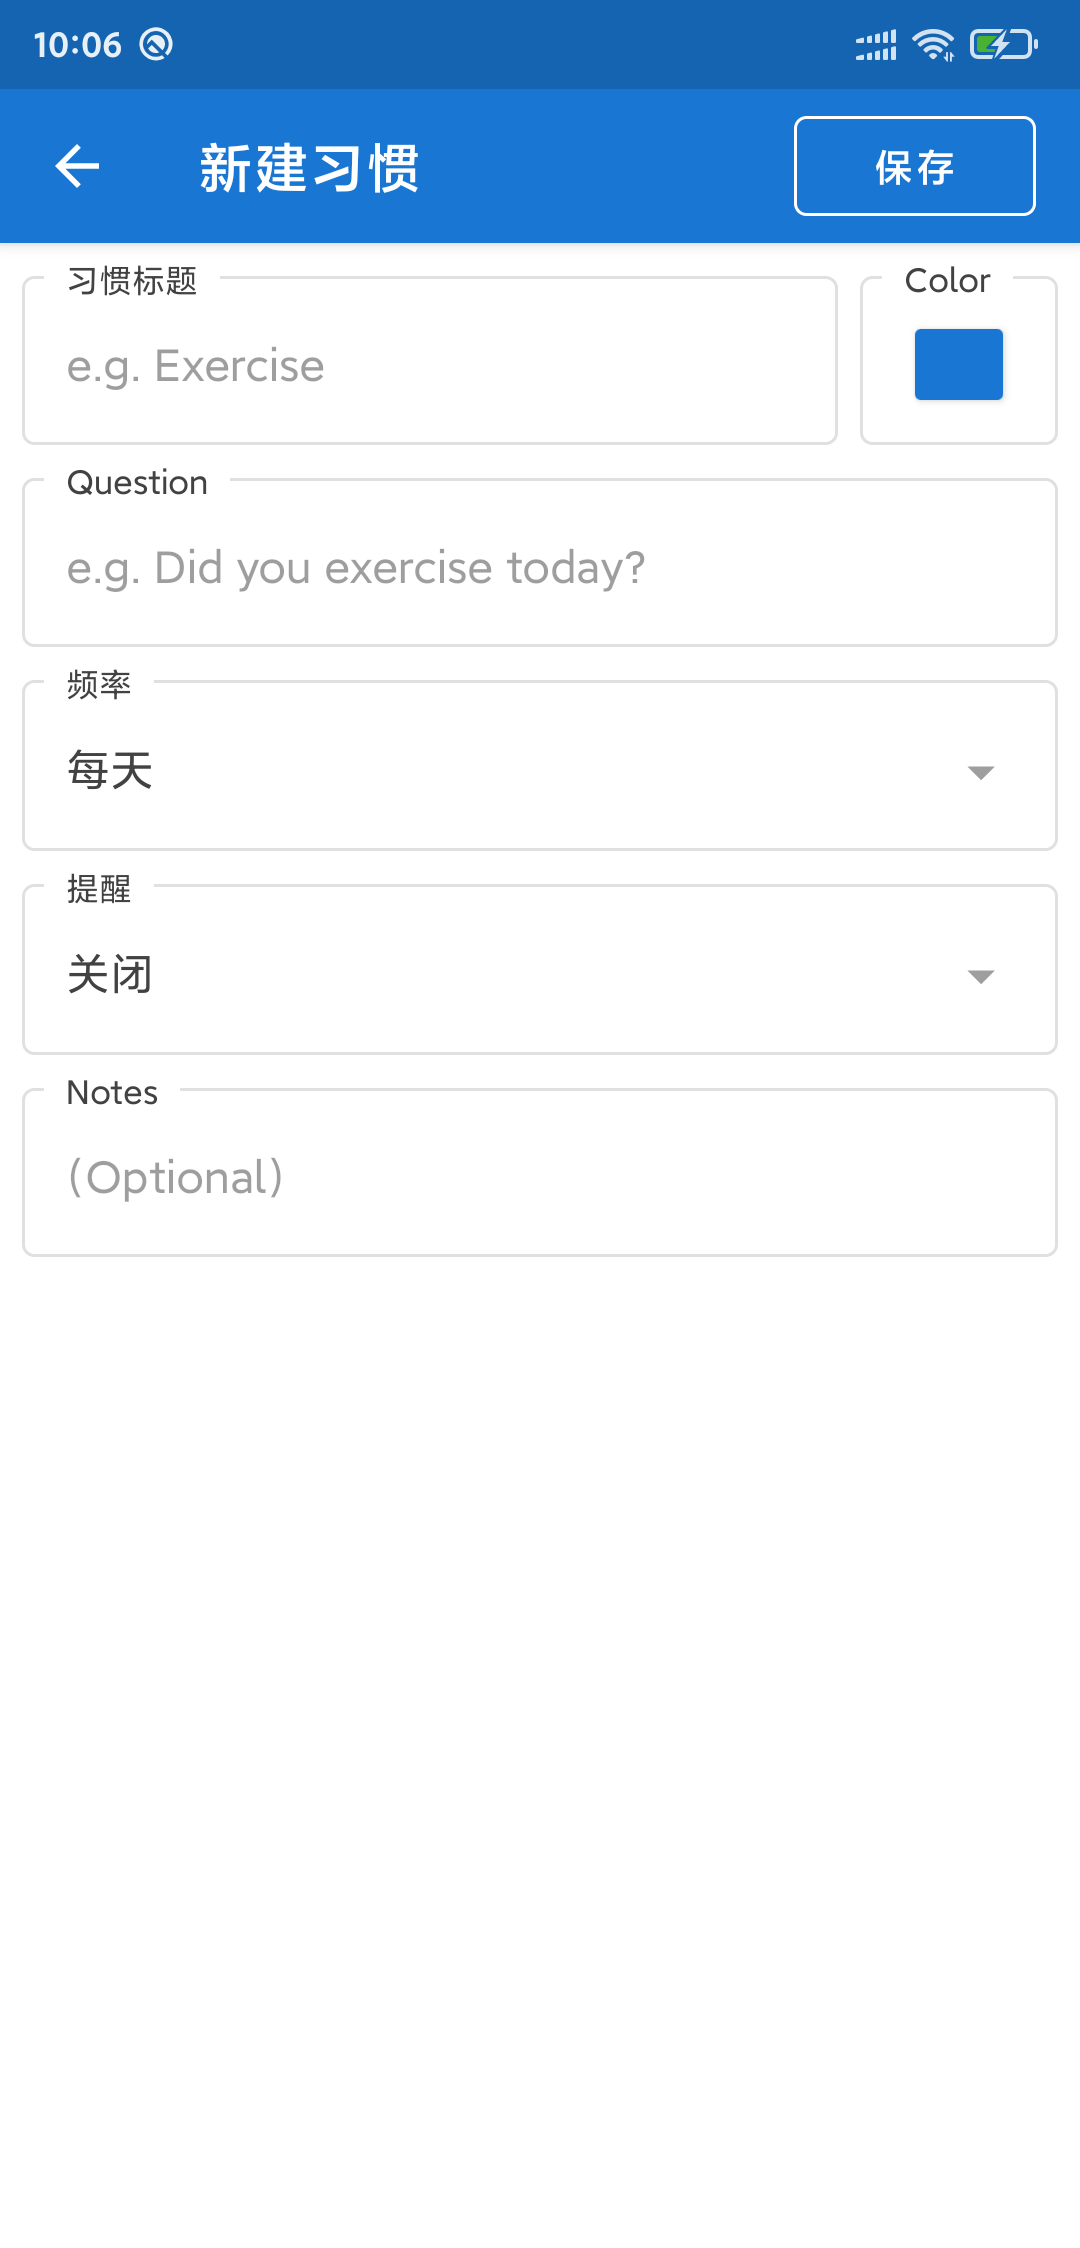 10:06
新建习惯
保存
习惯标题
Color
e.g. Exercise
Question
e.g. Did you exercise today?
频率
每天
提醒
关闭
Notes
(Optional)